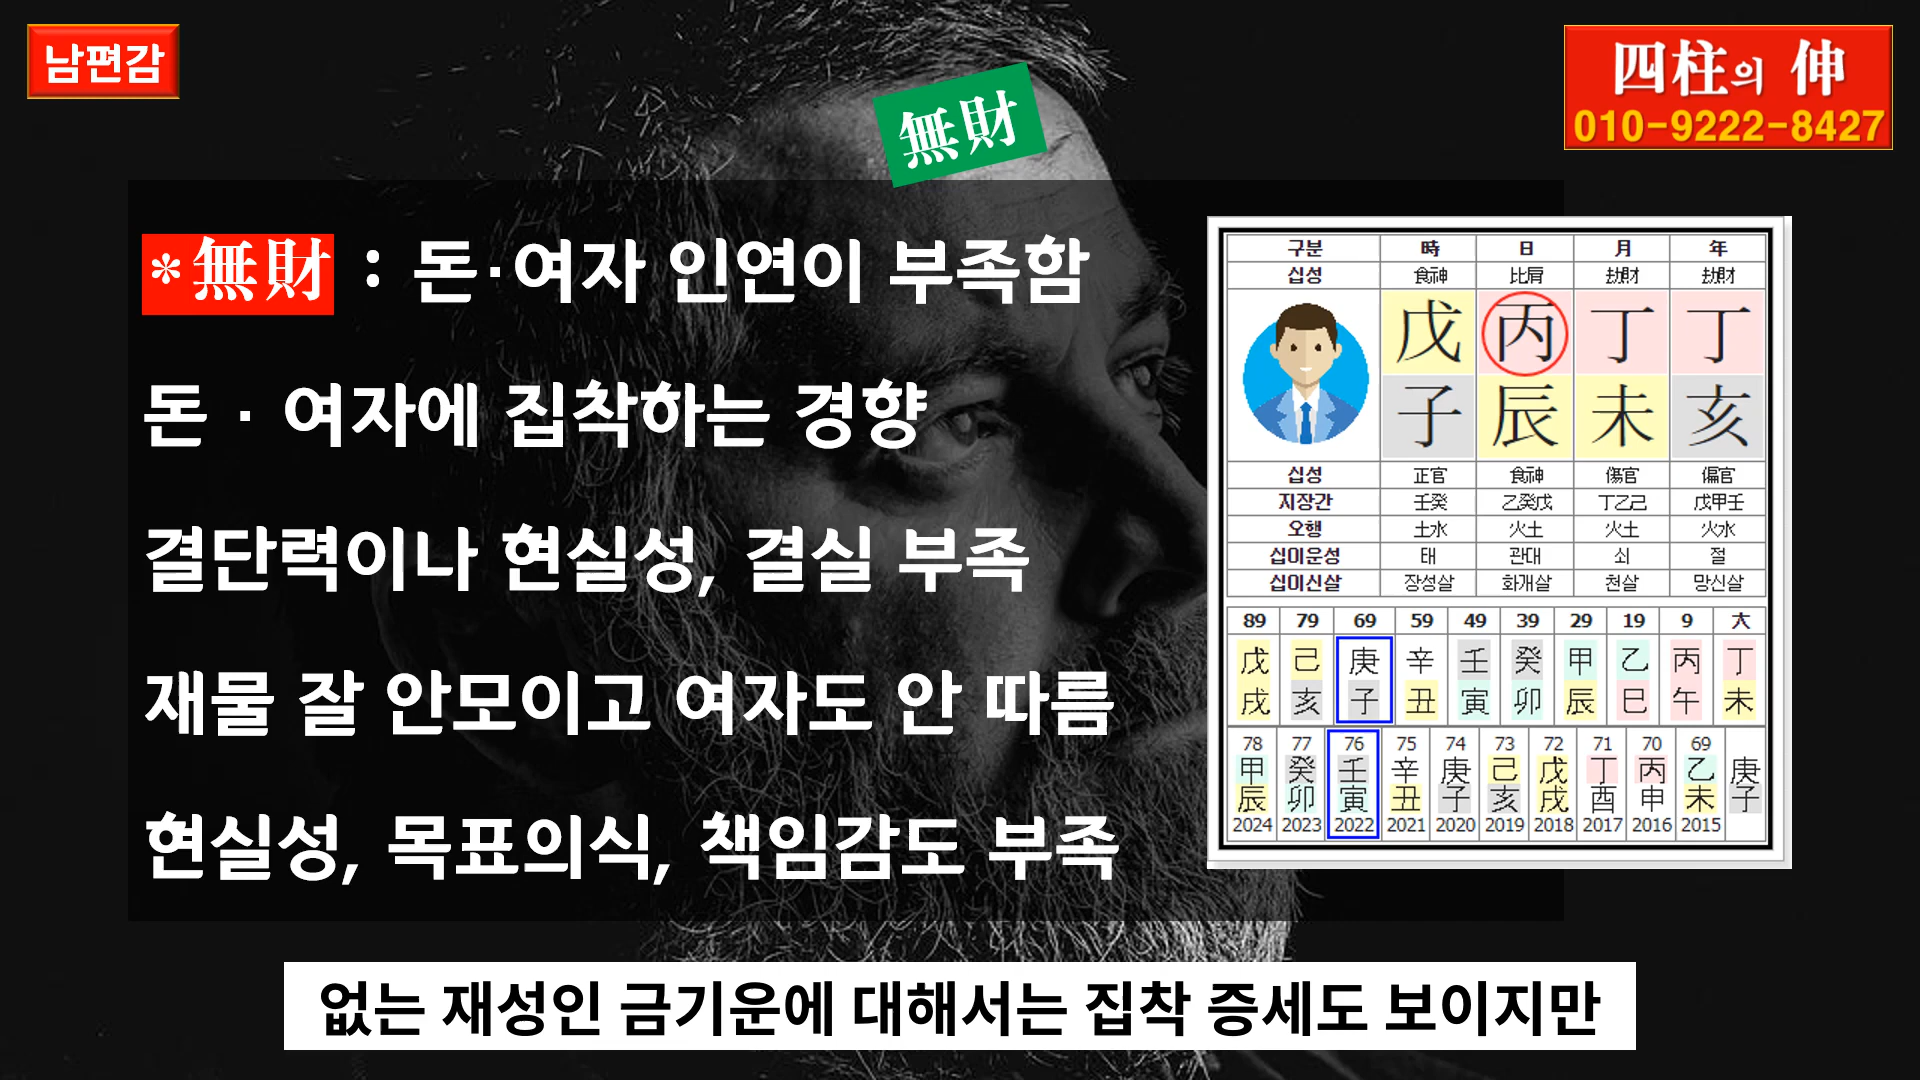 남편감
四柱의 伸
010-9222-8427
無財
*無財 : 돈·여자 인연이 부족함
돈 · 여자에 집착하는 경향
결단력이나 현실성, 결실 부족
재물 잘 안모이고 여자도 안 따름
현실성, 목표의식, 책임감도 부족
구분 時 日 月 年
십성 食神 比肩 劫財 劫財
戊 丙 丁 丁
子 辰 未 亥
십성 正官 食神 傷官 偏官
지장간 壬癸 乙癸戊 丁乙己 戊甲壬
오행 土水 火土 火土 火水
십이운성 태 관대 쇠 절
십이신살 장성살 화개살 천살 망신살
89 79 69 59 49 39 29 19 9 六
戊 己 庚 辛 壬 癸 甲 乙 丙 丁
戌 亥 子 丑 寅 卯 辰 巳 午 未
78 77 76 75 74 73 72 71 70 69
甲 癸 壬 辛 庚 己 戊 丁 丙 乙 庚
辰 卯 寅 丑 子 亥 戌 酉 申 未 子
2024 2023 2022 2021 2020 2019 2018 2017 2016 2015
없는 재성인 금기운에 대해서는 집착 증세도 보이지만